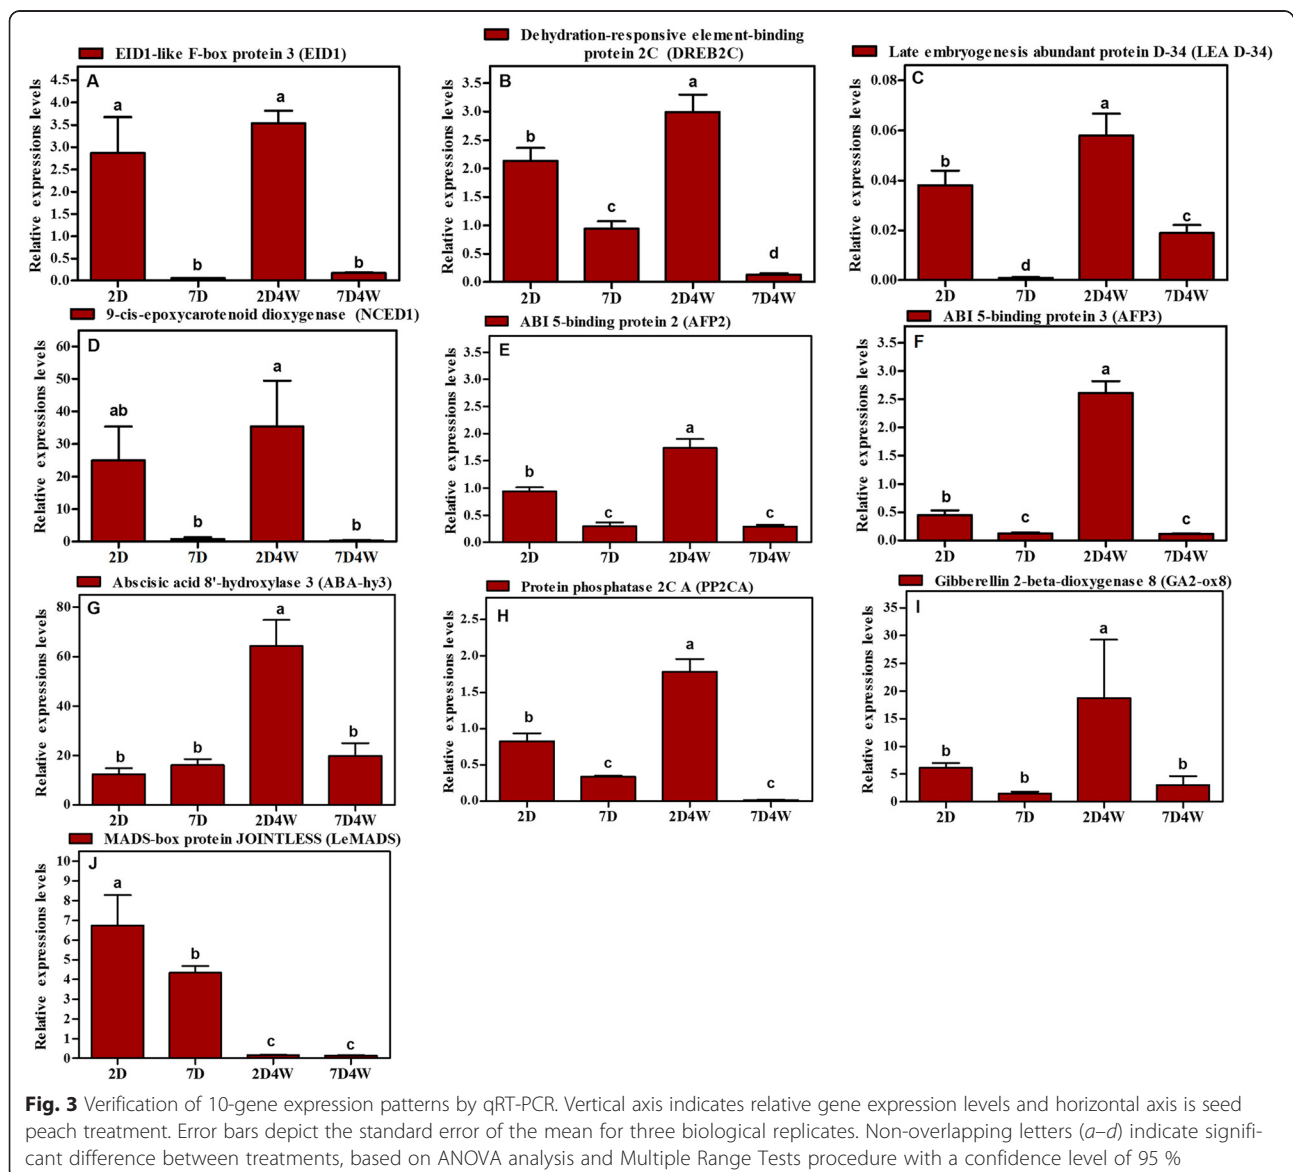 EID1-like F-box protein 3 (EID1)
A
Relative expressions levels
4.5
4.0
3.5
3.0
2.5
2.0
1.5
1.0
0.5
0.0
a
b
a
b
2D 7D 2D4W 7D4W
Dehydration-responsive element-binding
protein 2C (DREB2C)
B
Relative expressions levels
3.5
3.0
2.5
2.0
1.5
1.0
0.5
0.0
b
c
a
d
2D 7D 2D4W 7D4W
Late embryogenesis abundant protein D-34 (LEA D-34)
C
Relative expressions levels
0.08
0.06
0.04
0.02
0.00
b
d
a
c
2D 7D 2D4W 7D4W
9-cis-epoxycarotenoid dioxygenase (NCED1)
D
Relative expressions levels
60
50
40
30
20
10
0
ab
b
a
b
2D 7D 2D4W 7D4W
ABI 5-binding protein 2 (AFP2)
E
Relative expressions levels
3.5
3.0
2.5
2.0
1.5
1.0
0.5
0.0
b
c
a
c
2D 7D 2D4W 7D4W
ABI 5-binding protein 3 (AFP3)
F
Relative expressions levels
3.5
3.0
2.5
2.0
1.5
1.0
0.5
0.0
b
c
a
c
2D 7D 2D4W 7D4W
Abscisic acid 8'-hydroxylase 3 (ABA-hy3)
G
Relative expressions levels
80
60
40
20
0
b
b
a
b
2D 7D 2D4W 7D4W
Protein phosphatase 2C A (PP2CA)
H
Relative expressions levels
2.5
2.0
1.5
1.0
0.5
0.0
b
c
a
c
2D 7D 2D4W 7D4W
Gibberellin 2-beta-dioxygenase 8 (GA2-ox8)
I
Relative expressions levels
35
30
25
20
15
10
5
0
b
b
a
b
2D 7D 2D4W 7D4W
MADS-box protein JOINTLESS (LeMADS)
J
Relative expressions levels
10
9
8
7
6
5
4
3
2
1
0
a
b
c
c
2D 7D 2D4W 7D4W
Fig. 3 Verification of 10-gene expression patterns by qRT-PCR. Vertical axis indicates relative gene expression levels and horizontal axis is seed
peach treatment. Error bars depict the standard error of the mean for three biological replicates. Non-overlapping letters (a–d) indicate signifi-
cant difference between treatments, based on ANOVA analysis and Multiple Range Tests procedure with a confidence level of 95 %